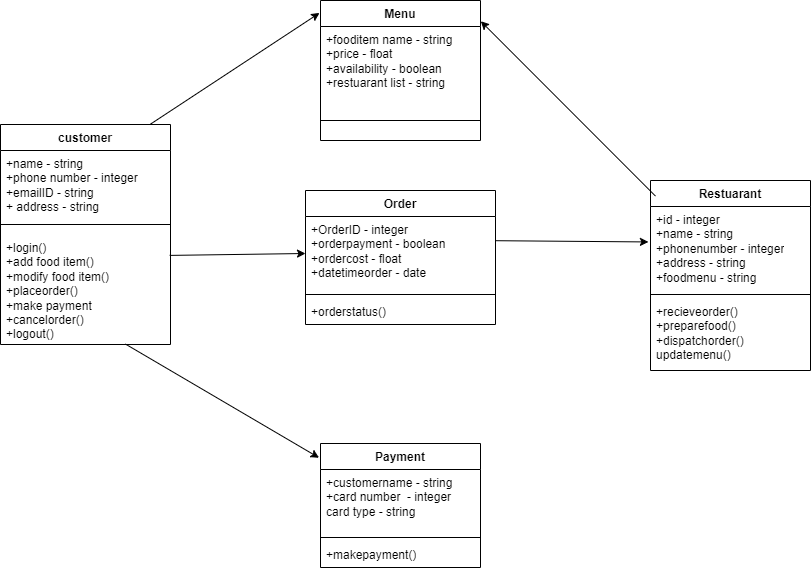 Menu
+fooditem name - string
+price - float
+availability - boolean
+restuarant list - string
customer
+name - string
+phone number - integer
+emailID - string
+ address - string
+login()
+add food item()
+modify food item()
+placeorder()
+make payment
+cancelorder()
+logout()
Order
+OrderID - integer
+orderpayment - boolean
+ordercost - float
+datetimeorder - date
+orderstatus()
Restuarant
+id - integer
+name - string
+phonenumber - integer
+address - string
+foodmenu - string
+recieveorder()
+preparefood()
+dispatchorder()
updatemenu()
Payment
+customername - string
+card number  - integer
card type - string
+makepayment()